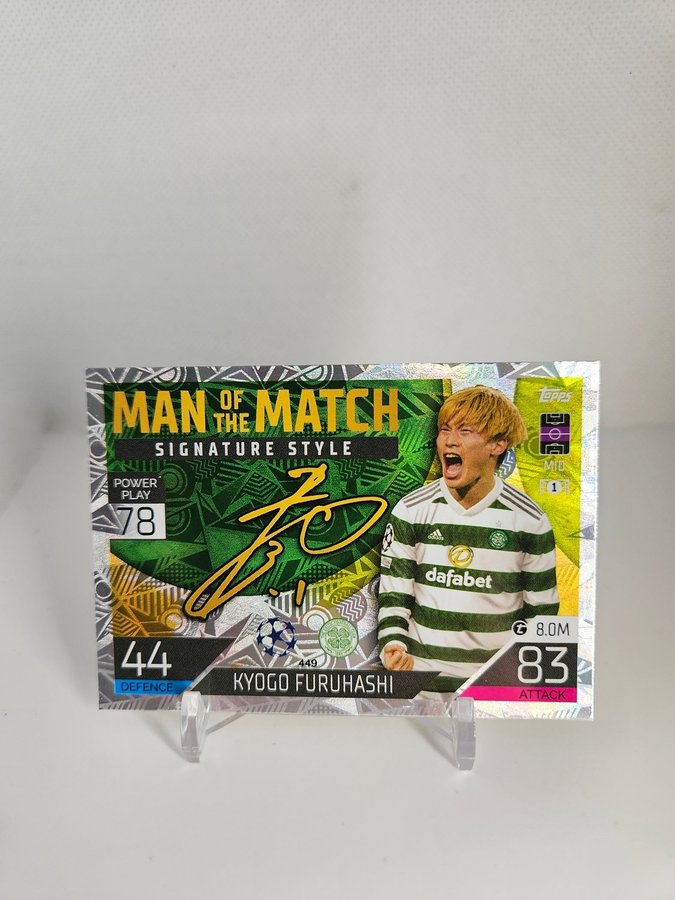 MAN OF THE MATCH
SIGNATURE STYLE
Topps
MID
1
POWER PLAY
78
dafabet
8.0M
44
DEFENCE
449
KYOGO FURUHASHI
83
ATTACK